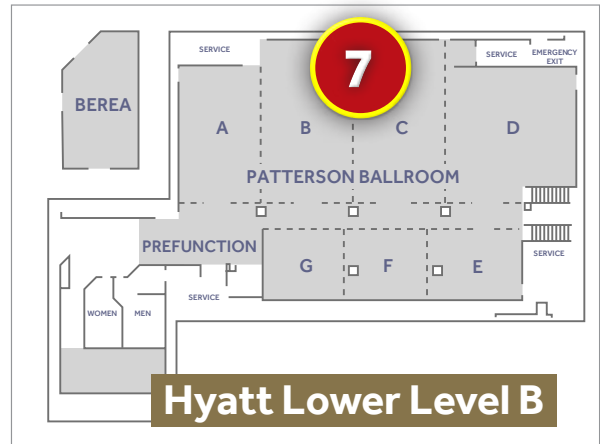 SERVICE
7
SERVICE
EMERGENCY
EXIT
BEREA
A
B
C
D
PATTERSON BALLROOM
PREFUNCTION
G
F
E
SERVICE
SERVICE
WOMEN
MEN
Hyatt Lower Level B